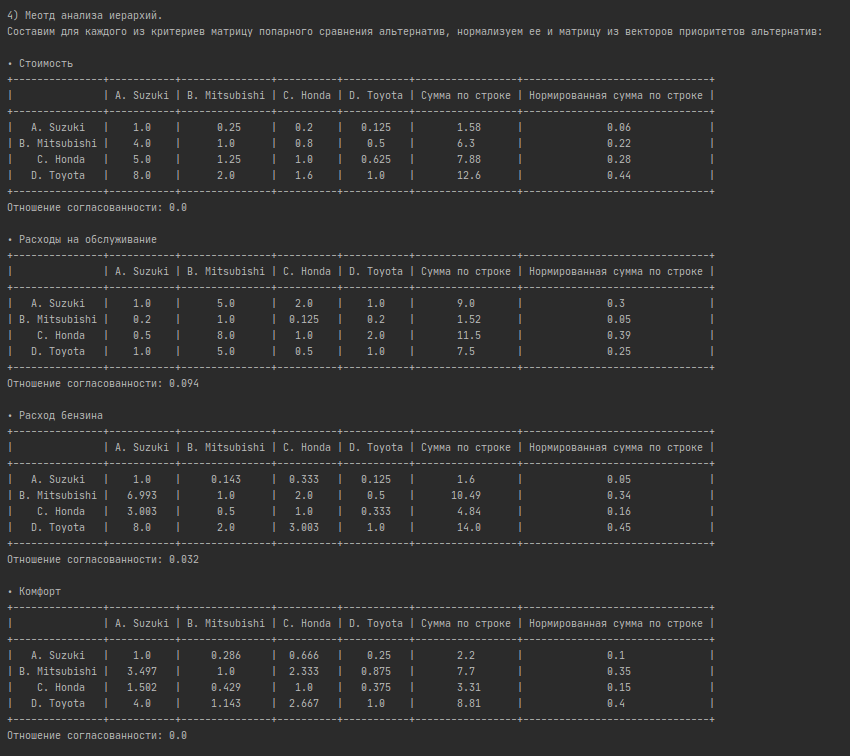 4) Меотд анализа иерархий.
Составим для каждого из критериев матрицу попарного сравнения альтернатив, нормализуем ее и матрицу из векторов приоритетов альтернатив:
• Стоимость
+---------------+-----------+---------------+----------+-----------+-----------------+-------------------------------+
|               | A. Suzuki | B. Mitsubishi | C. Honda | D. Toyota | Сумма по строке | Нормированная сумма по строке |
+---------------+-----------+---------------+----------+-----------+-----------------+-------------------------------+
|   A. Suzuki   |    1.0    |      0.25     |   0.2    |   0.125   |       1.58      |              0.06             |
| B. Mitsubishi |    4.0    |      1.0      |   0.8    |    0.5    |       6.3       |              0.22             |
|    C. Honda   |    5.0    |      1.25     |   1.0    |   0.625   |       7.88      |              0.28             |
|   D. Toyota   |    8.0    |      2.0      |   1.6    |    1.0    |       12.6      |              0.44             |
+---------------+-----------+---------------+----------+-----------+-----------------+-------------------------------+
Отношение согласованности: 0.0
• Расходы на обслуживание
+---------------+-----------+---------------+----------+-----------+-----------------+-------------------------------+
|               | A. Suzuki | B. Mitsubishi | C. Honda | D. Toyota | Сумма по строке | Нормированная сумма по строке |
+---------------+-----------+---------------+----------+-----------+-----------------+-------------------------------+
|   A. Suzuki   |    1.0    |      5.0      |   2.0    |    1.0    |       9.0       |              0.3              |
| B. Mitsubishi |    0.2    |      1.0      |  0.125   |    0.2    |       1.52      |              0.05             |
|    C. Honda   |    0.5    |      8.0      |   1.0    |    2.0    |       11.5      |              0.39             |
|   D. Toyota   |    1.0    |      5.0      |   0.5    |    1.0    |       7.5       |              0.25             |
+---------------+-----------+---------------+----------+-----------+-----------------+-------------------------------+
Отношение согласованности: 0.094
• Расход бензина
+---------------+-----------+---------------+----------+-----------+-----------------+-------------------------------+
|               | A. Suzuki | B. Mitsubishi | C. Honda | D. Toyota | Сумма по строке | Нормированная сумма по строке |
+---------------+-----------+---------------+----------+-----------+-----------------+-------------------------------+
|   A. Suzuki   |    1.0    |     0.143     |  0.333   |   0.125   |       1.6       |              0.05             |
| B. Mitsubishi |   6.993   |      1.0      |   2.0    |    0.5    |      10.49      |              0.34             |
|    C. Honda   |   3.003   |      0.5      |   1.0    |   0.333   |       4.84      |              0.16             |
|   D. Toyota   |    8.0    |      2.0      |  3.003   |    1.0    |       14.0      |              0.45             |
+---------------+-----------+---------------+----------+-----------+-----------------+-------------------------------+
Отношение согласованности: 0.032
• Комфорт
+---------------+-----------+---------------+----------+-----------+-----------------+-------------------------------+
|               | A. Suzuki | B. Mitsubishi | C. Honda | D. Toyota | Сумма по строке | Нормированная сумма по строке |
+---------------+-----------+---------------+----------+-----------+-----------------+-------------------------------+
|   A. Suzuki   |    1.0    |     0.286     |  0.666   |    0.25   |       2.2       |              0.1              |
| B. Mitsubishi |   3.497   |      1.0      |  2.333   |   0.875   |       7.7       |              0.35             |
|    C. Honda   |   1.502   |     0.429     |   1.0    |   0.375   |       3.31      |              0.15             |
|   D. Toyota   |    4.0    |     1.143     |  2.667   |    1.0    |       8.81      |              0.4              |
+---------------+-----------+---------------+----------+-----------+-----------------+-------------------------------+
Отношение согласованности: 0.0